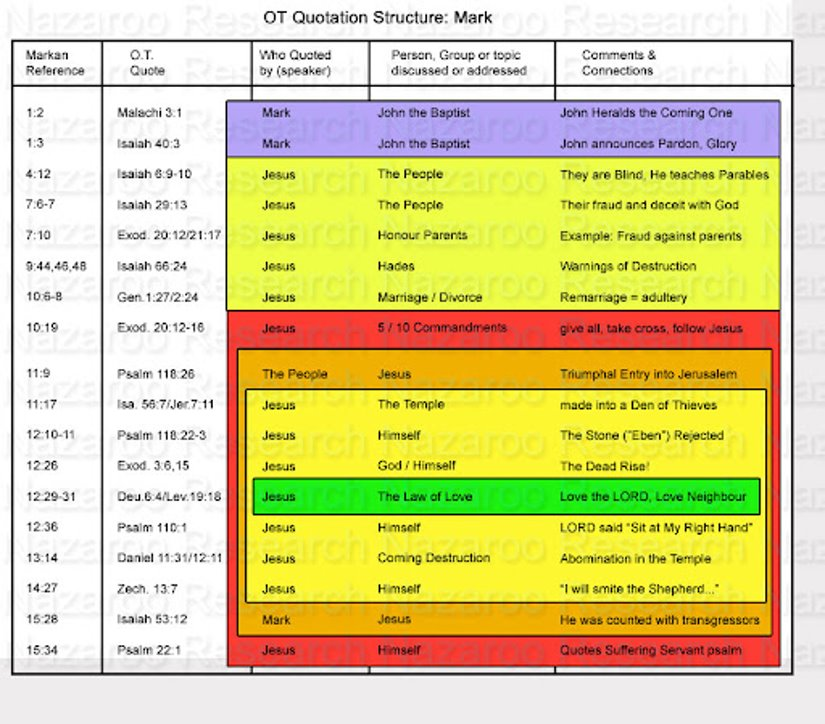 OT Quotation Structure: Mark
Markan Reference O.T. Quote Who Quoted by (speaker) Person, Group or topic discussed or addressed Comments & Connections
1:2 Malachi 3:1 Mark John the Baptist John Heralds the Coming One
1:3 Isaiah 40:3 Mark John the Baptist John announces Pardon, Glory
4:12 Isaiah 6:9-10 Jesus The People They are Blind, He teaches Parables
7:6-7 Isaiah 29:13 Jesus The People Their fraud and deceit with God
7:10 Exod. 20:12/21:17 Jesus Honour Parents Example: Fraud against parents
9:44,46,48 Isaiah 66:24 Jesus Hades Warnings of Destruction
10:6-8 Gen.1:27/2:24 Jesus Marriage / Divorce Remarriage = adultery
10:19 Exod. 20:12-16 Jesus 5 / 10 Commandments give all, take cross, follow Jesus
11:9 Psalm 118:26 The People Jesus Triumphal Entry into Jerusalem
11:17 Isa. 56:7/Jer.7:11 Jesus The Temple made into a Den of Thieves
12:10-11 Psalm 118:22-3 Jesus Himself The Stone ("Eben") Rejected
12:26 Exod. 3:6,15 Jesus God / Himself The Dead Rise!
12:29-31 Deu.6:4/Lev.19:18 Jesus The Law of Love Love the LORD, Love Neighbour
12:36 Psalm 110:1 Jesus Himself LORD said "Sit at My Right Hand"
13:14 Daniel 11:31/12:11 Jesus Coming Destruction Abomination in the Temple
14:27 Zech. 13:7 Jesus Himself "I will smite the Shepherd..."
15:28 Isaiah 53:12 Mark Jesus He was counted with transgressors
15:34 Psalm 22:1 Jesus Himself Quotes Suffering Servant psalm
Nazaroo Research